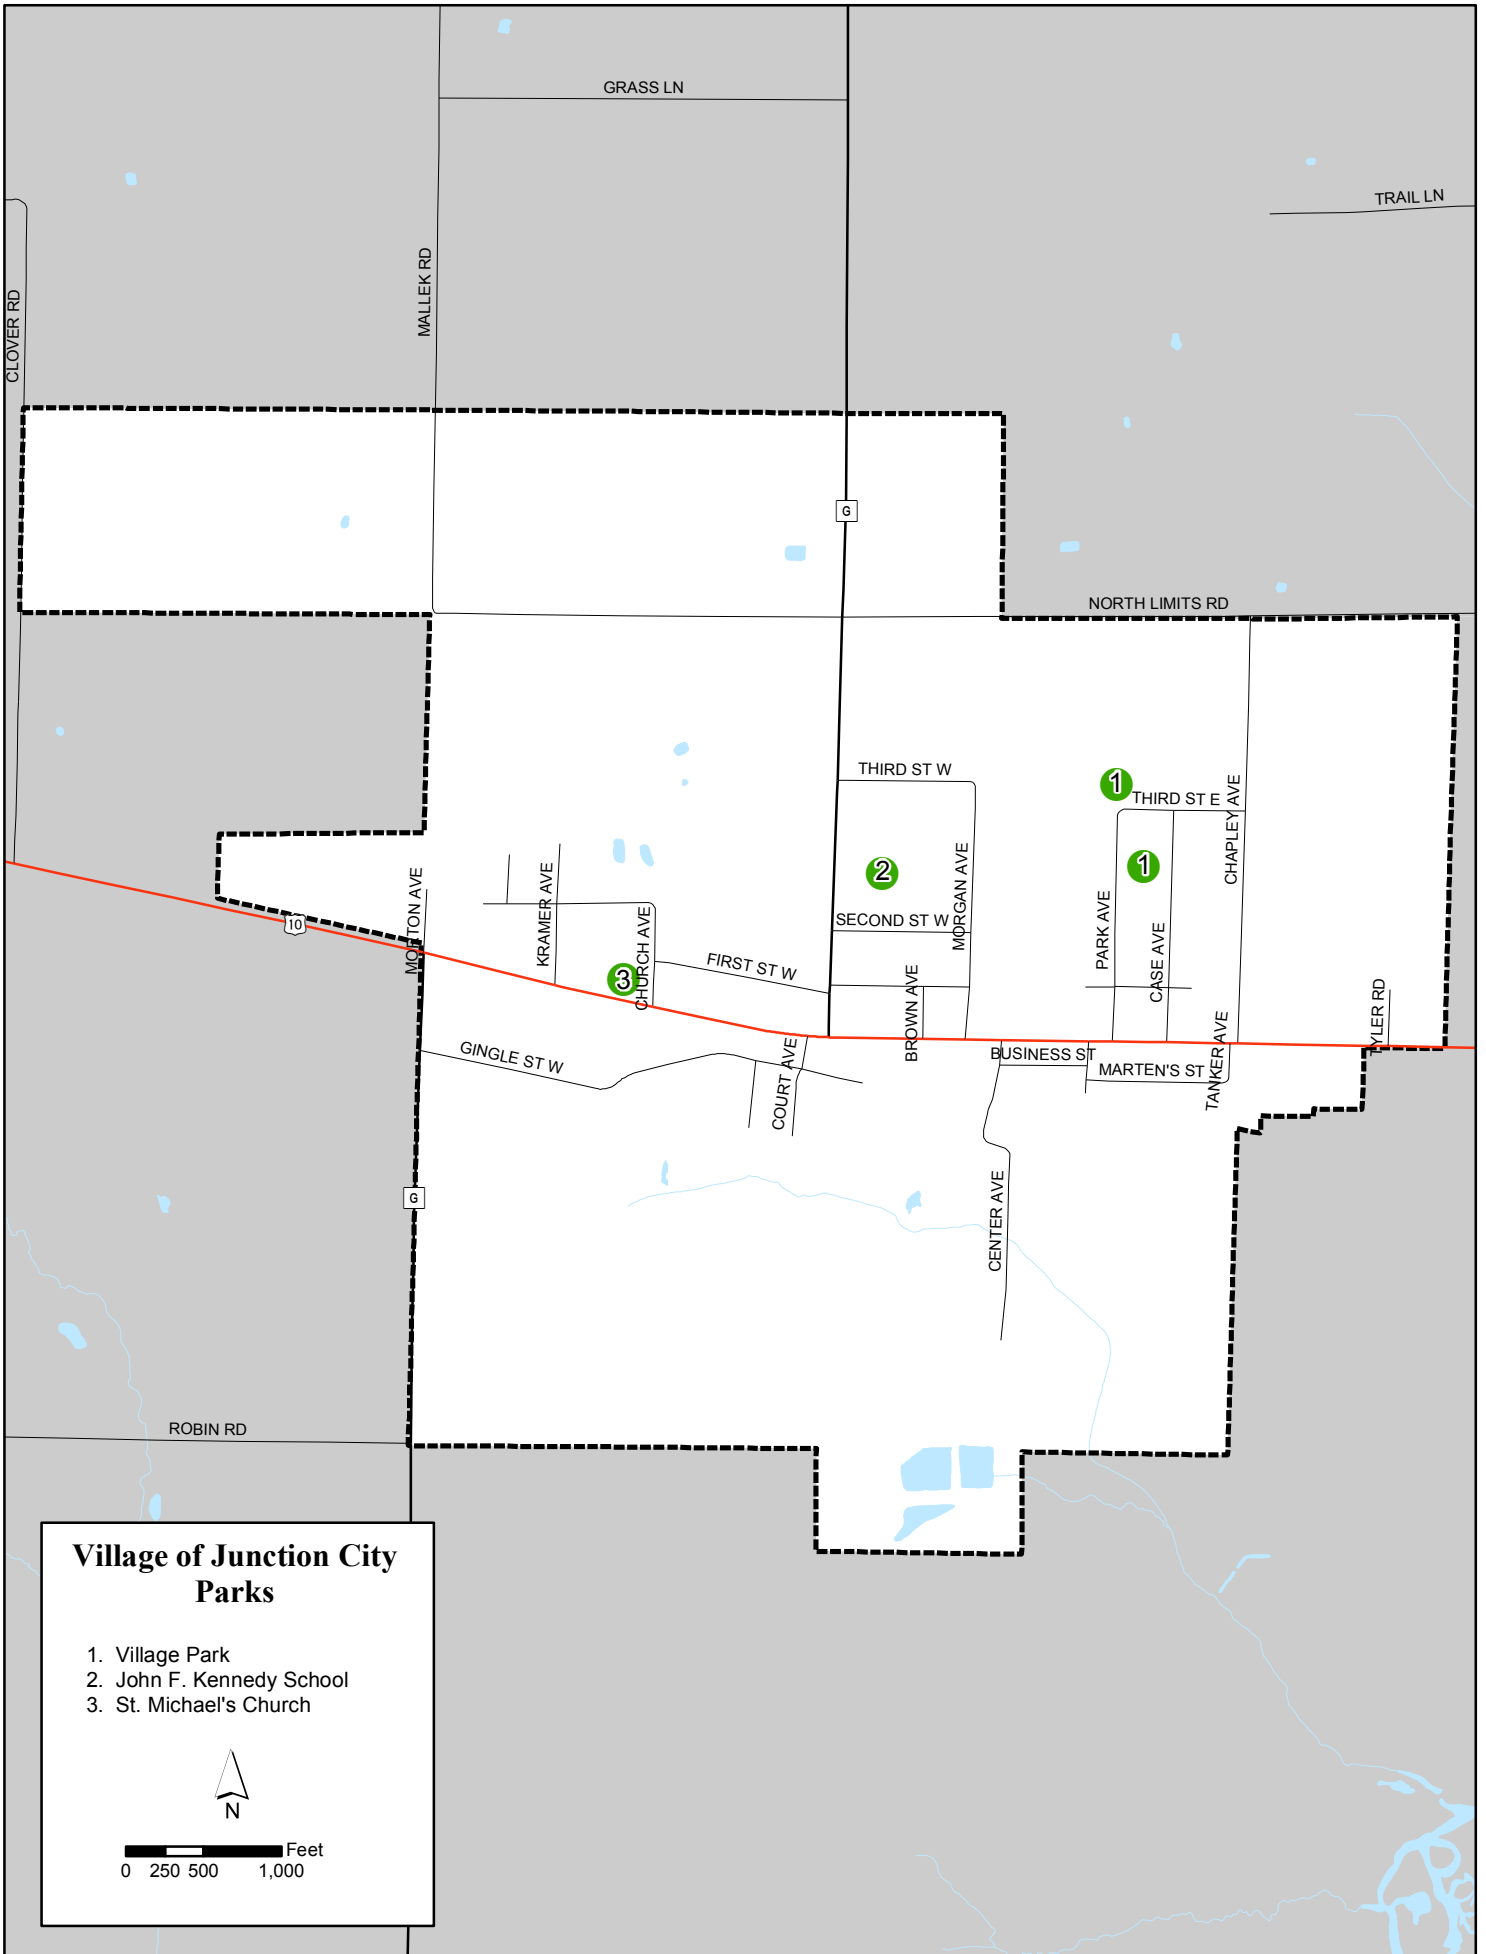 GRASS LN
TRAIL LN
MALLEK RD
CLOVER RD
G
NORTH LIMITS RD
THIRD ST W
1
THIRD ST E
CHAPLEY AVE
2
1
MORGAN AVE
SECOND ST W
PARK AVE
CASE AVE
10
MORTON AVE
KRAMER AVE
CHURCH AVE
3
FIRST ST W
BROWN AVE
TYLER RD
GINGLE ST W
COURT AVE
BUSINESS ST
MARTEN'S ST
TANKER AVE
G
CENTER AVE
ROBIN RD
Village of Junction City
Parks
1. Village Park
2. John F. Kennedy School
3. St. Michael's Church
N
Feet
0 250 500 1,000